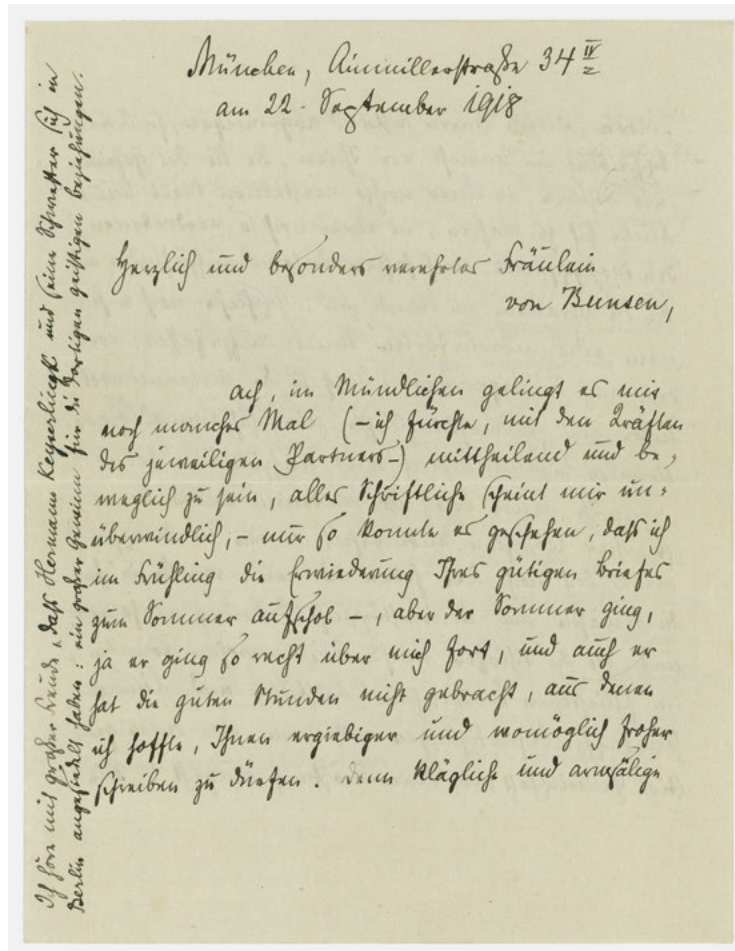 München, Ainmillerstraße 34 IV
am 22. September 1918
Herzlich und besonders verehrtes Fräulein
von Bunsen,
ach, im Mündlichen gelingt es mir
noch manches Mal (– ich fürchte, mit den Kräften
des jeweiligen Partners –) mittheilend und be-
weglich zu sein, alles Schriftliche scheint mir un-
überwindlich, – nur so konnte es geschehen, daß ich
im Frühling die Erwiederung Ihres gütigen Briefes
zum Sommer aufschob –, aber der Sommer ging,
ja er ging so recht über mich fort, und auch er
hat die guten Stunden nicht gebracht, aus denen
ich hoffte, Ihnen ergiebiger und womöglich froher
schreiben zu dürfen. Denn klägliche und armsälige
Ich höre mit großer Freude, daß Hermann Keyserlingk und seine Schwester sich in
Berlin angesiedelt haben: ein großer Gewinn für die dortigen geistigen Beziehungen.